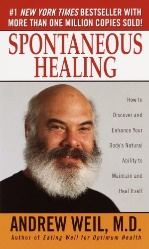 #1 NEW YORK TIMES BESTSELLER WITH
MORE THAN ONE MILLION COPIES SOLD!
SPONTANEOUS
HEALING
How to
Discover and
Enhance Your
Body's Natural
Ability to
Maintain and
Heal Itself
ANDREW WEIL, M.D.
Author of Eating Well for Optimum Health